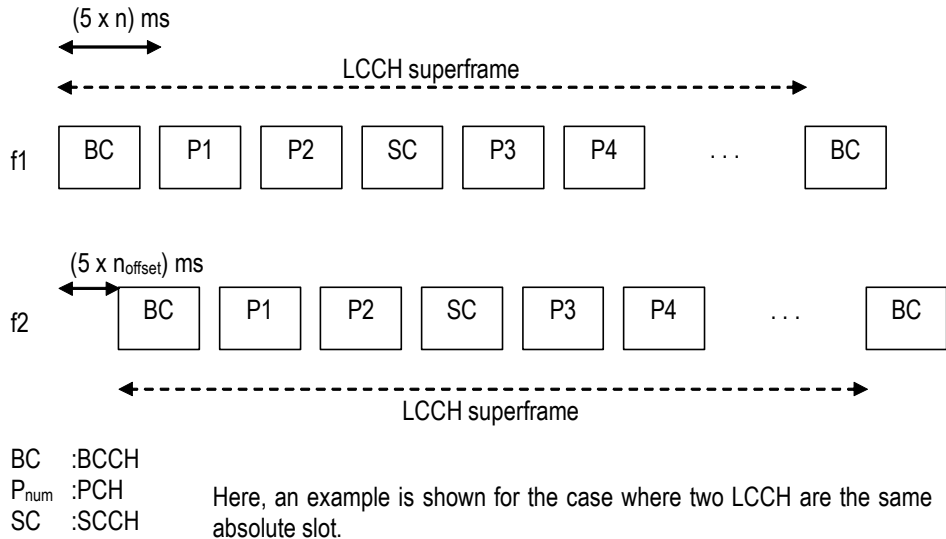 (5 x n) ms
LCCH superframe
f1 BC P1 P2 SC P3 P4 . . . BC
(5 x noffset) ms
f2 BC P1 P2 SC P3 P4 . . . BC
LCCH superframe
BC :BCCH
Pnum :PCH
SC :SCCH
Here, an example is shown for the case where two LCCH are the same
absolute slot.